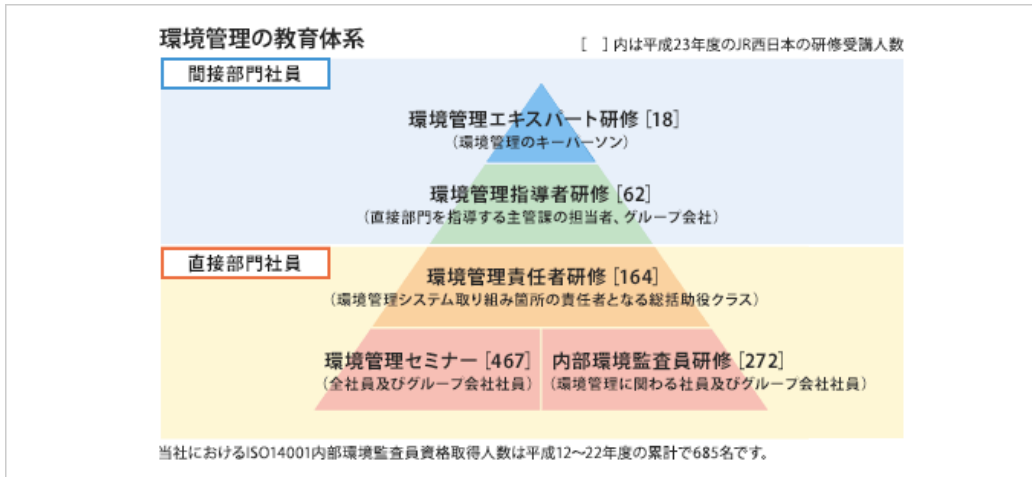 環境管理の教育体系
[　]内は平成23年度のJR西日本の研修受講人数
間接部門社員
環境管理エキスパート研修 [18]
(環境管理のキーパーソン)
環境管理指導者研修 [62]
(直接部門を指導する主管課の担当者、グループ会社)
直接部門社員
環境管理責任者研修 [164]
(環境管理システム取り組み箇所の責任者となる総括助役クラス)
環境管理セミナー [467]
(全社員及びグループ会社社員)
内部環境監査員研修 [272]
(環境管理に関わる社員及びグループ会社社員)
当社におけるISO14001内部環境監査員資格取得人数は平成12〜22年度の累計で685名です。